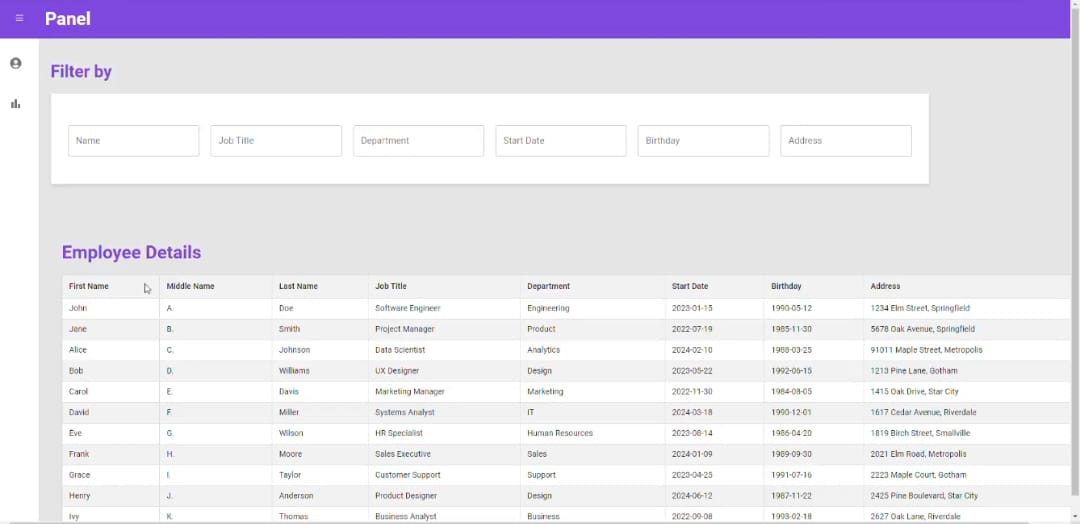 Panel
Filter by
Name Job Title Department Start Date Birthday Address
Employee Details
First Name Middle Name Last Name Job Title Department Start Date Birthday Address
John A. Doe Software Engineer Engineering 2023-01-15 1990-05-12 1234 Elm Street, Springfield
Jane B. Smith Project Manager Product 2022-07-19 1985-11-30 5678 Oak Avenue, Springfield
Alice C. Johnson Data Scientist Analytics 2024-02-10 1988-03-25 91011 Maple Street, Metropolis
Bob D. Williams UX Designer Design 2023-05-22 1992-06-15 1213 Pine Lane, Gotham
Carol E. Davis Marketing Manager Marketing 2022-11-30 1984-08-05 1415 Oak Drive, Star City
David F. Miller Systems Analyst IT 2024-03-18 1990-12-01 1617 Cedar Avenue, Riverdale
Eve G. Wilson HR Specialist Human Resources 2023-08-14 1986-04-20 1819 Birch Street, Smallville
Frank H. Moore Sales Executive Sales 2024-01-09 1989-09-30 2021 Elm Road, Metropolis
Grace I. Taylor Customer Support Support 2023-04-25 1991-07-16 2223 Maple Court, Gotham
Henry J. Anderson Product Designer Design 2024-06-12 1987-11-22 2425 Pine Boulevard, Star City
Ivy K. Thomas Business Analyst Business 2022-09-08 1993-02-18 2627 Oak Lane, Riverdale